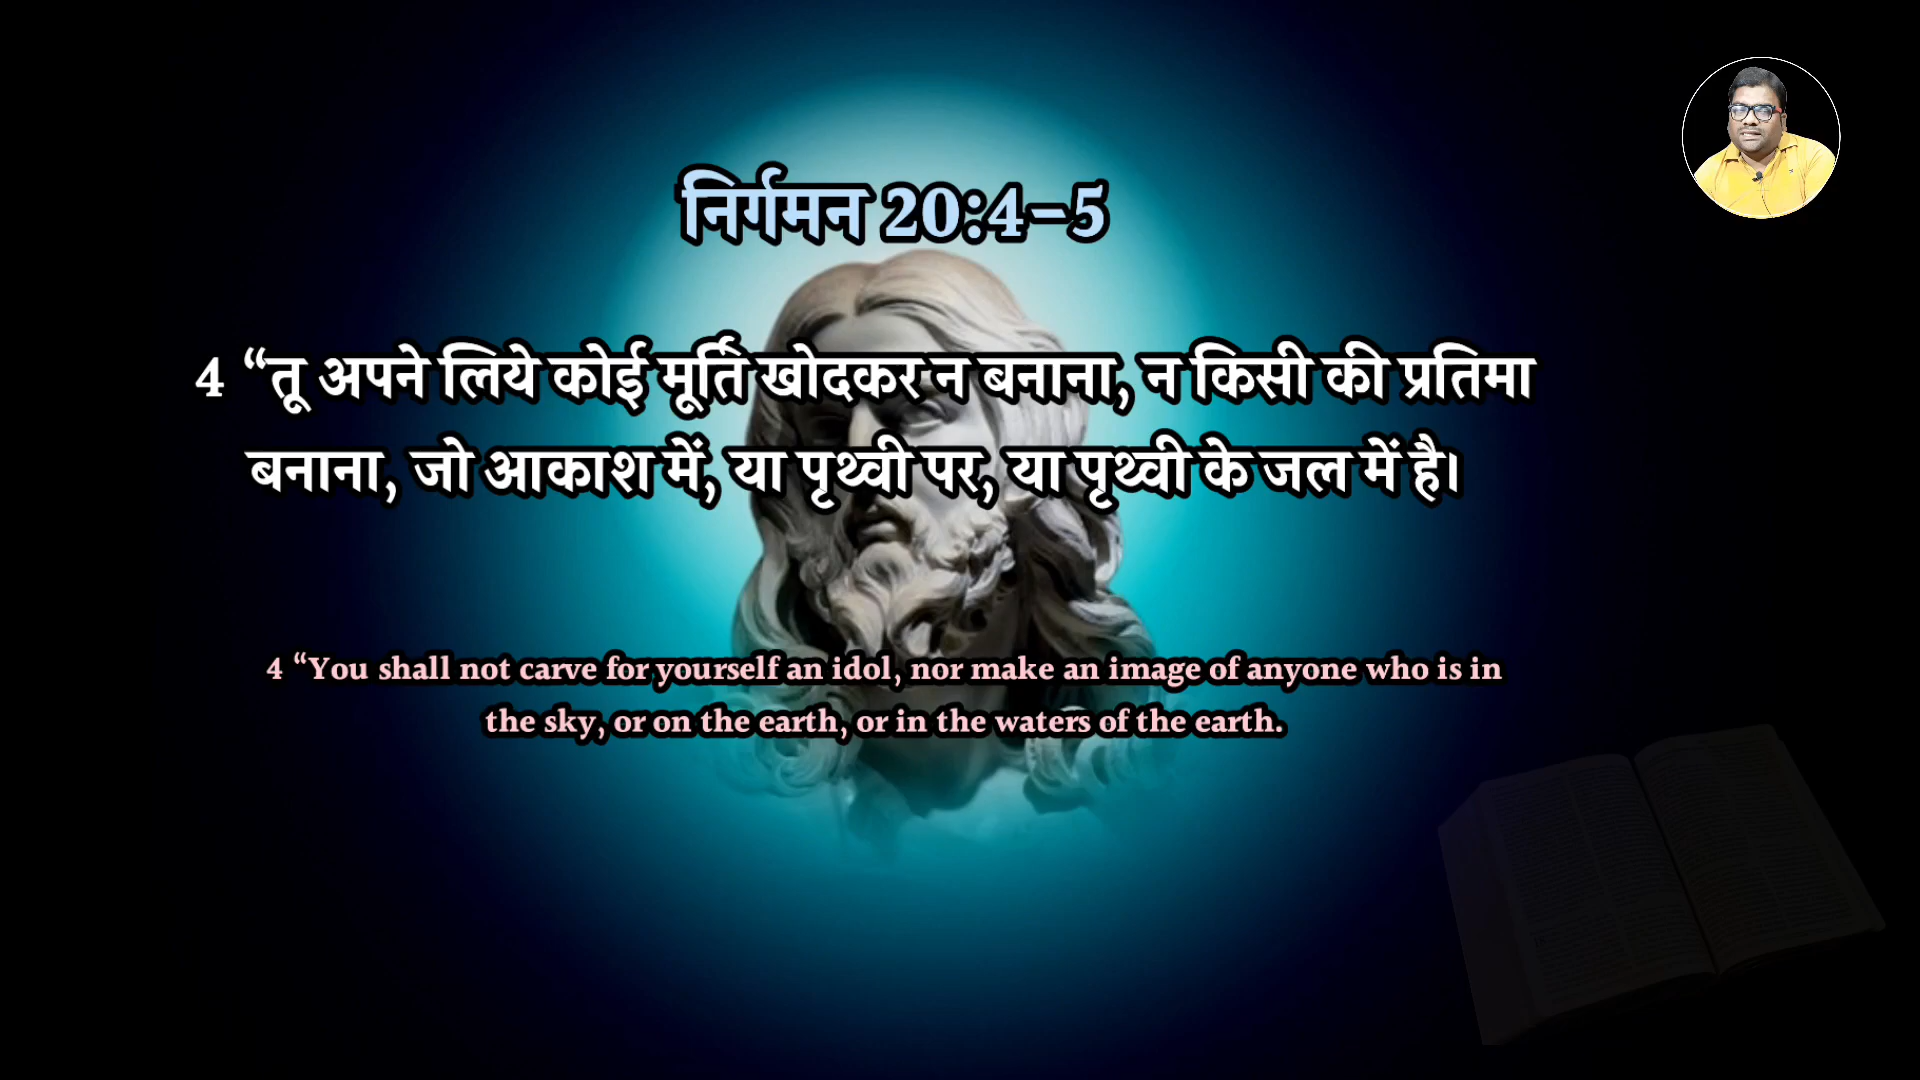 निर्गमन 20:4-5
4 “तू अपने लिये कोई मूर्ति खोदकर न बनाना, न किसी की प्रतिमा
बनाना, जो आकाश में, या पृथ्वी पर, या पृथ्वी के जल में है।
4 “You shall not carve for yourself an idol, nor make an image of anyone who is in
the sky, or on the earth, or in the waters of the earth.